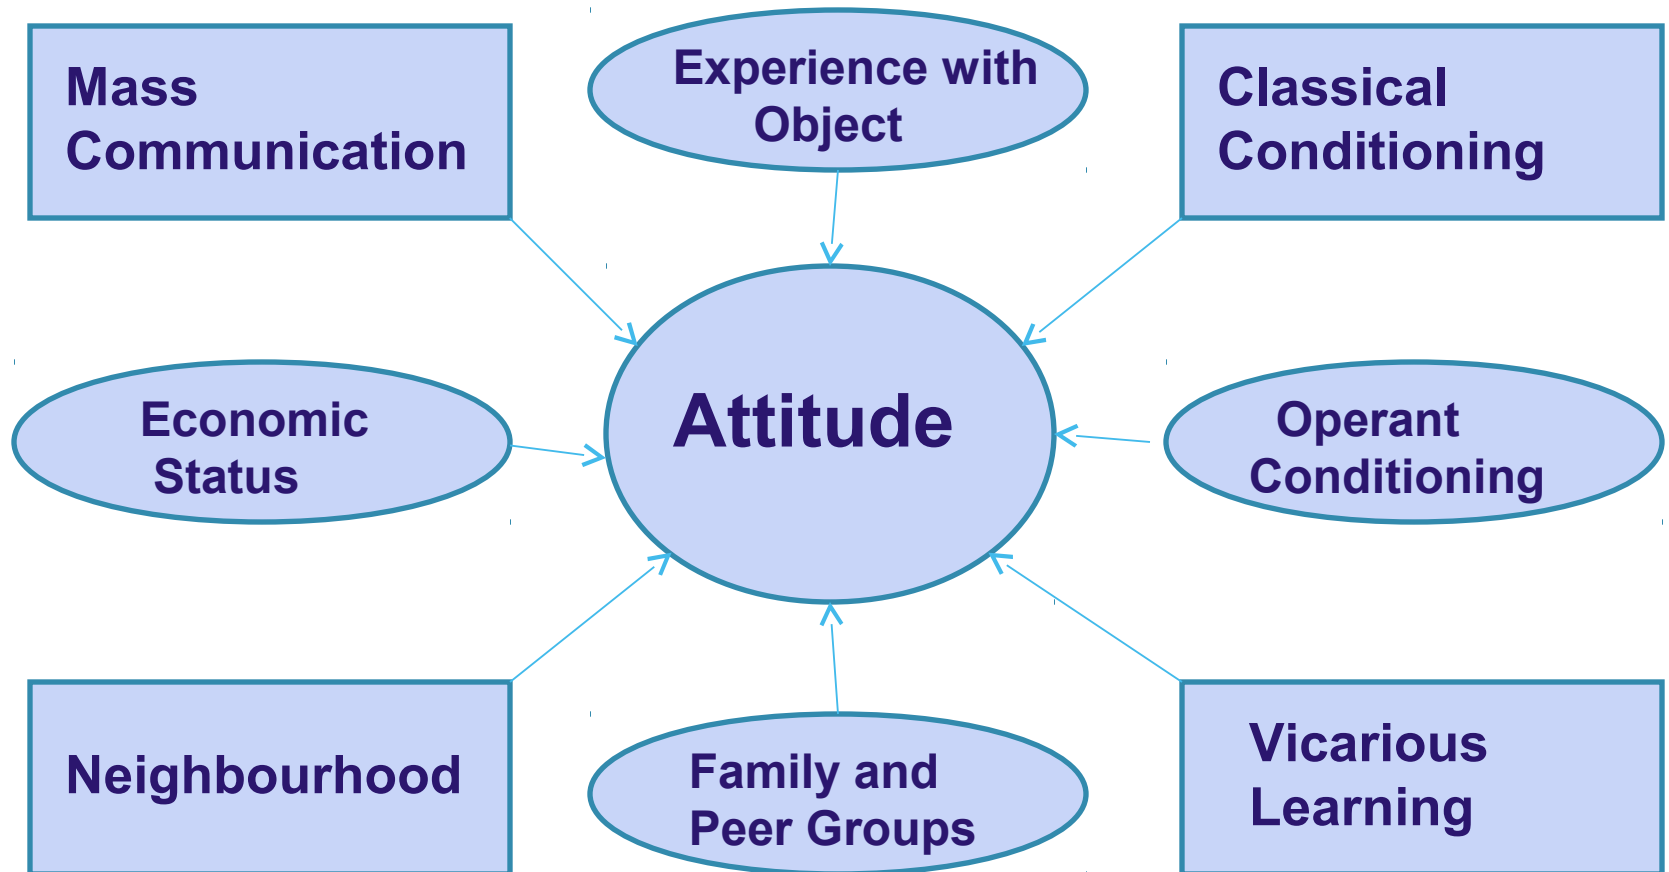 Mass
Communication
Experience with
Object
Classical
Conditioning
Economic
Status
Attitude
Operant
Conditioning
Neighbourhood
Family and
Peer Groups
Vicarious
Learning